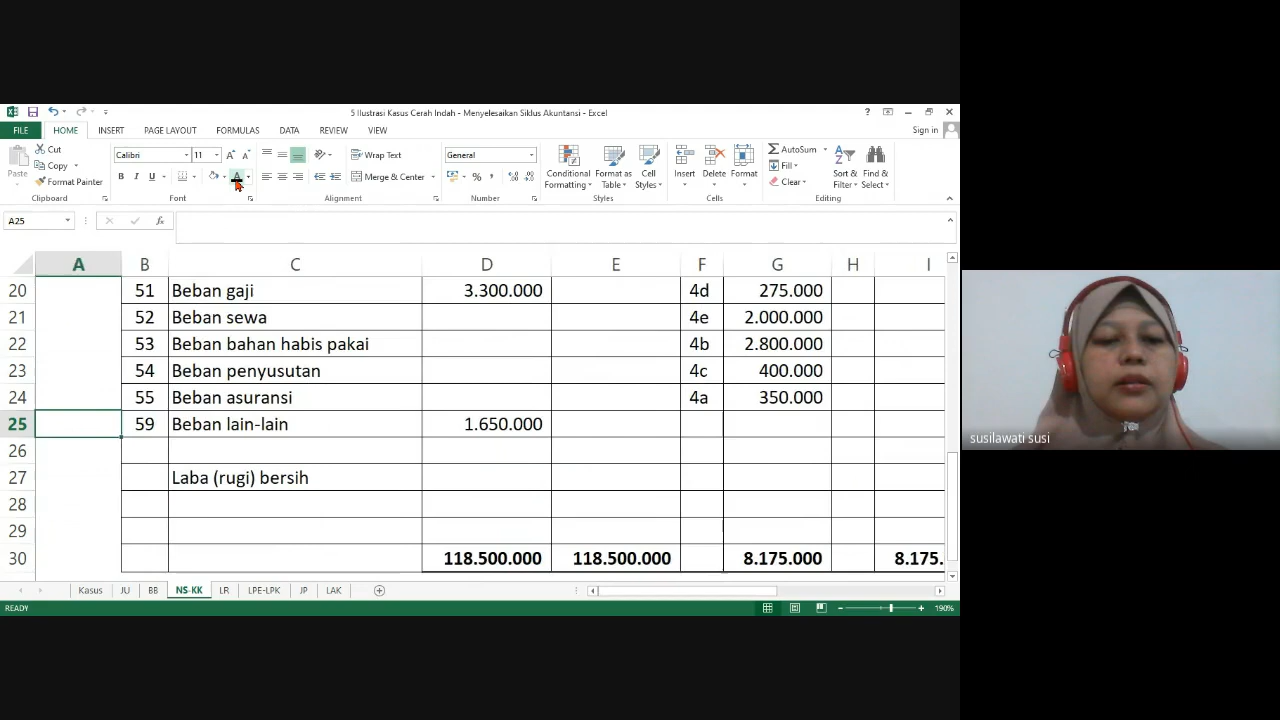 5 Ilustrasi Kasus Cerah Indah - Menyelesaikan Siklus Akuntansi - Excel
FILE HOME INSERT PAGE LAYOUT FORMULAS DATA REVIEW VIEW Sign in
Paste Cut Copy Format Painter Clipboard
Calibri 11 B I U Font
Wrap Text Merge & Center Alignment
General % Number
Conditional Formatting Format as Table Cell Styles Styles
Insert Delete Format Cells
AutoSum Fill Clear Sort & Filter Find & Select Editing
A25 fx
A B C D E F G H I
20 51 Beban gaji 3.300.000 4d 275.000
21 52 Beban sewa 4e 2.000.000
22 53 Beban bahan habis pakai 4b 2.800.000
23 54 Beban penyusutan 4c 400.000
24 55 Beban asuransi 4a 350.000
25 59 Beban lain-lain 1.650.000
26
27 Laba (rugi) bersih
28
29
30 118.500.000 118.500.000 8.175.000 8.175.
Kasus JU BB NS-KK LR LPE-LPK JP LAK
READY 190%
susilawati susi